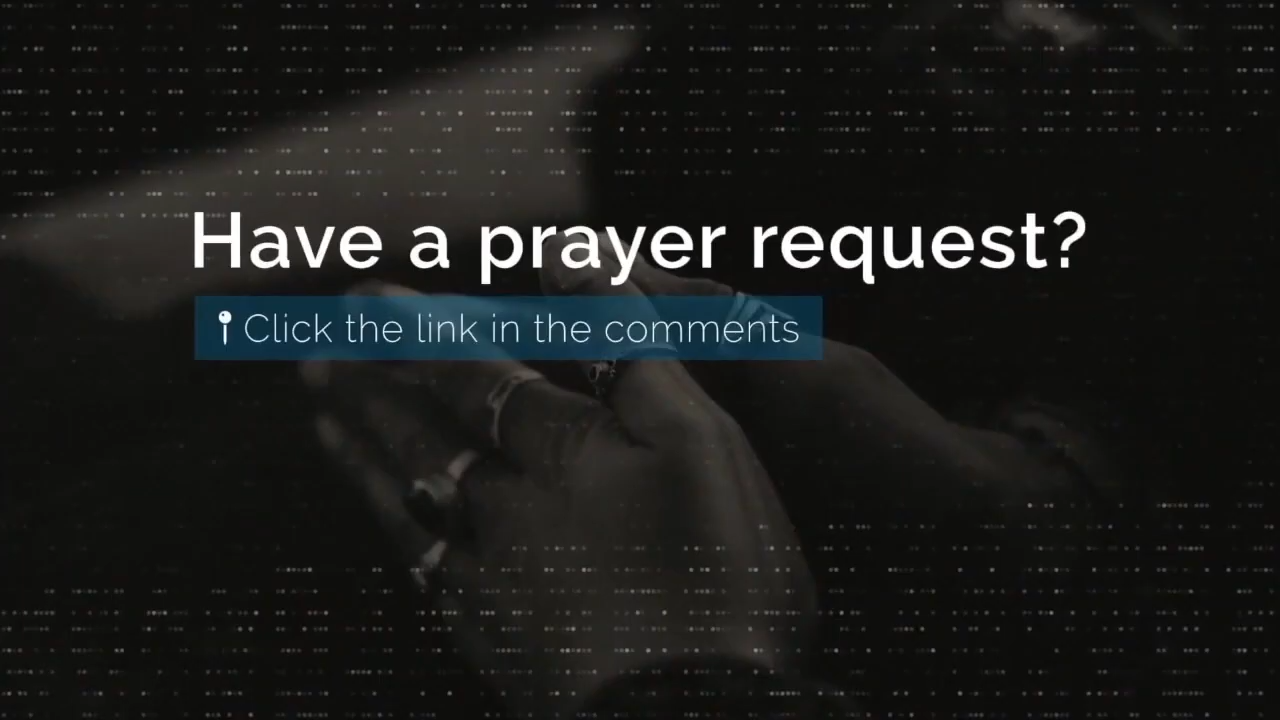 Have a prayer request?
Click the link in the comments